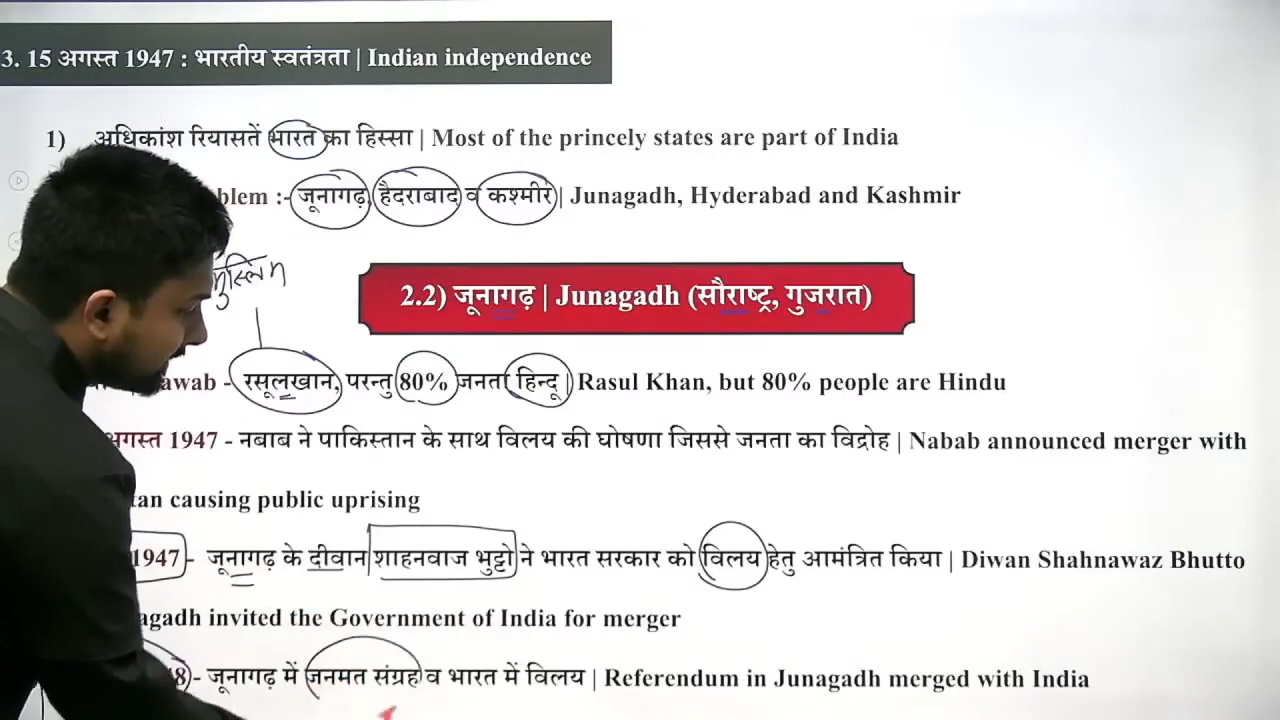 3. 15 अगस्त 1947 : भारतीय स्वतंत्रता | Indian independence
1) अधिकांश रियासतें भारत का हिस्सा | Most of the princely states are part of India
blem :- जूनागढ़, हैदराबाद व कश्मीर | Junagadh, Hyderabad and Kashmir
मुस्लिम
2.2) जूनागढ़ | Junagadh (सौराष्ट्र, गुजरात)
awab - रसूलखान, परन्तु 80% जनता हिन्दू | Rasul Khan, but 80% people are Hindu
अगस्त 1947 - नबाब ने पाकिस्तान के साथ विलय की घोषणा जिससे जनता का विद्रोह | Nabab announced merger with
tan causing public uprising
1947 - जूनागढ़ के दीवान शाहनवाज भुट्टो ने भारत सरकार को विलय हेतु आमंत्रित किया | Diwan Shahnawaz Bhutto
agadh invited the Government of India for merger
8 - जूनागढ़ में जनमत संग्रह व भारत में विलय | Referendum in Junagadh merged with India